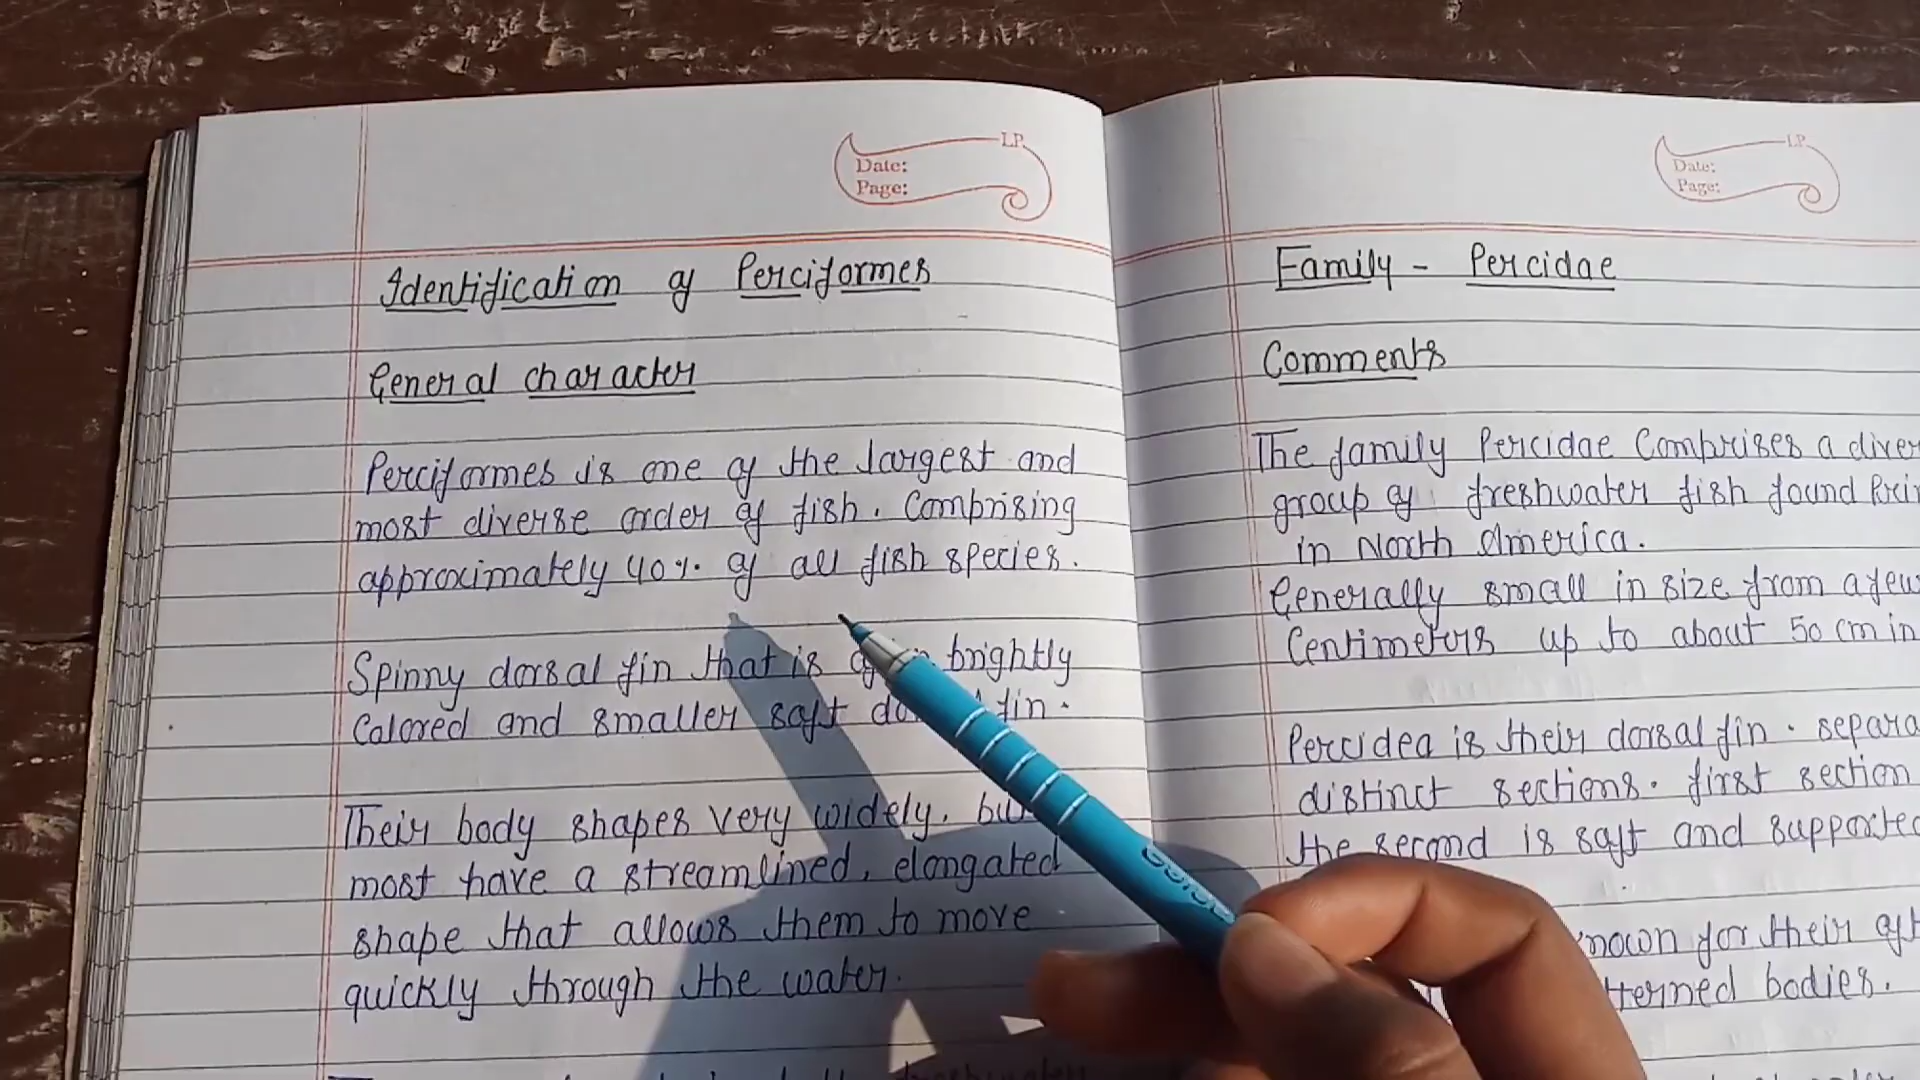 LP
Date:
Page:
Identification of Perciformes
General character
Perciformes is one of the largest and
most diverse order of fish. Comprising
approximately 40% of all fish species.
Spinny dorsal fin that is brightly
Colored and smaller soft fin.
Their body shapes very widely,
most have a streamlined, elongated
shape that allows them to move
quickly through the water.
LP
Date:
Page:
Family - Percidae
Comments
The family Percidae Comprises a
group of freshwater fish found
in North America.
Generally small in size from a few
Centimeters up to about 50 cm in
Percidea is their dorsal fin.
distinct sections. first section
the second is soft and supported
for their
bodies.